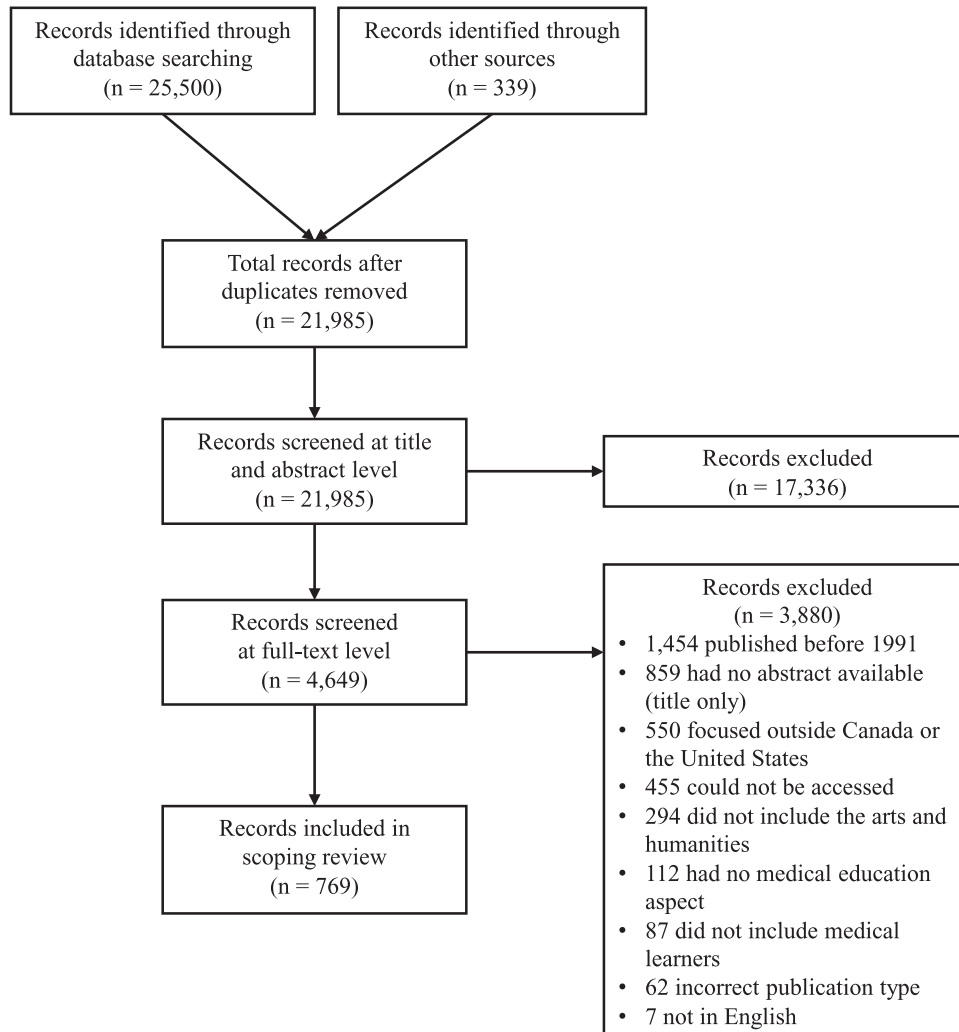 Records identified through
database searching
(n = 25,500)
Records identified through
other sources
(n = 339)
Total records after
duplicates removed
(n = 21,985)
Records screened at title
and abstract level
(n = 21,985)
Records excluded
(n = 17,336)
Records screened
at full-text level
(n = 4,649)
Records excluded
(n = 3,880)
• 1,454 published before 1991
• 859 had no abstract available
(title only)
• 550 focused outside Canada or
the United States
• 455 could not be accessed
• 294 did not include the arts and
humanities
• 112 had no medical education
aspect
• 87 did not include medical
learners
• 62 incorrect publication type
• 7 not in English
Records included in
scoping review
(n = 769)